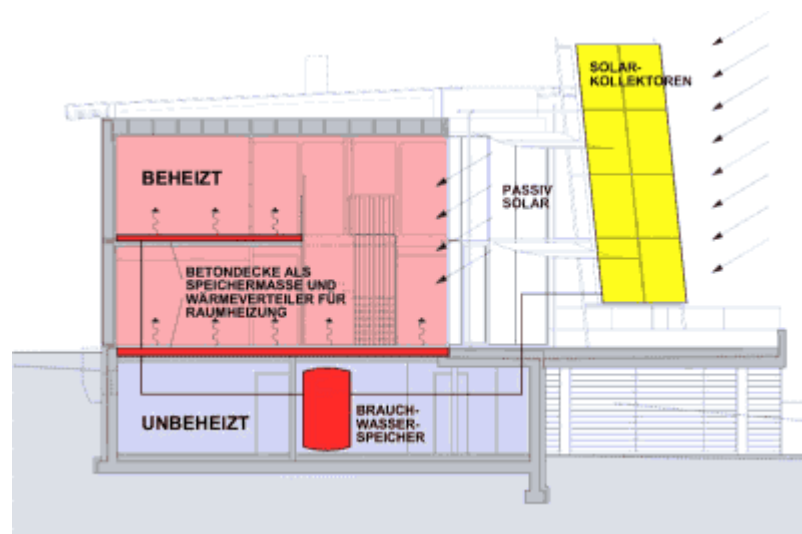 SOLAR-
KOLLEKTOREN
BEHEIZT
PASSIV
SOLAR
BETONDECKE ALS
SPEICHERMASSE UND
WÄRMEVERTEILER FÜR
RAUMHEIZUNG
UNBEHEIZT
BRAUCH-
WASSER-
SPEICHER